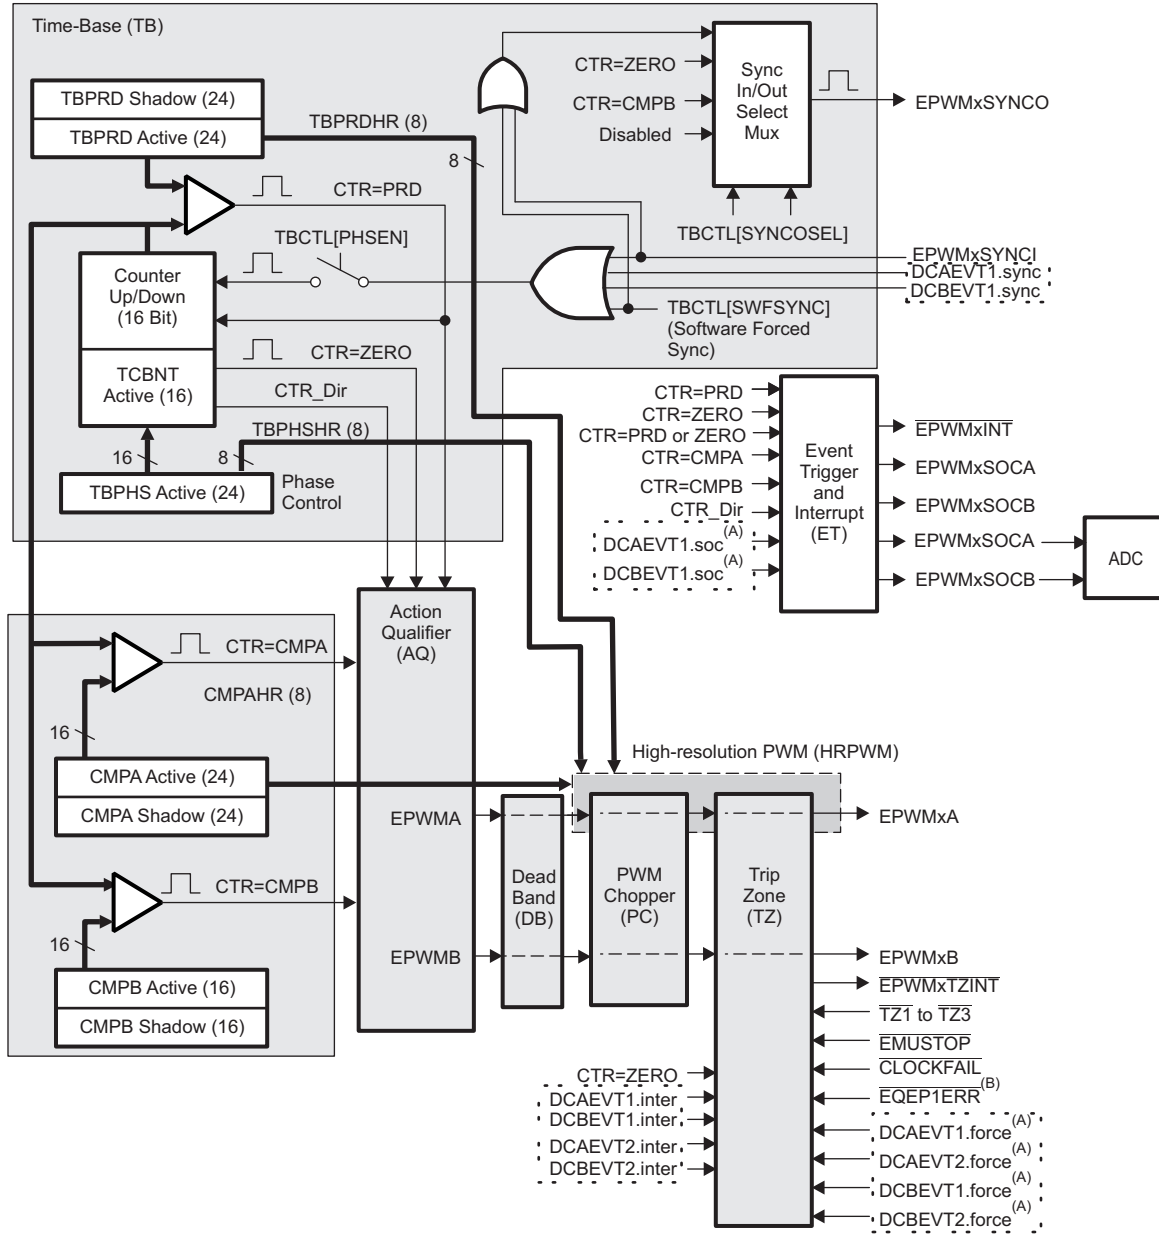 Time-Base (TB)
TBPRD Shadow (24)
TBPRD Active (24)
TBPRDHR (8)
8
CTR=PRD
TBCTL[PHSEN]
Counter
Up/Down
(16 Bit)
TCBNT
Active (16)
CTR=ZERO
CTR_Dir
TBPHSHR (8)
16
8
TBPHS Active (24)
Phase
Control
CTR=ZERO
CTR=CMPB
Disabled
Sync
In/Out
Select
Mux
EPWMxSYNCO
TBCTL[SYNCOSEL]
EPWMxSYNCI
DCAEVT1.sync
DCBEVT1.sync
TBCTL[SWFSYNC]
(Software Forced
Sync)
CTR=PRD
CTR=ZERO
CTR=PRD or ZERO
CTR=CMPA
CTR=CMPB
CTR_Dir
DCAEVT1.soc(A)
DCBEVT1.soc(A)
Event
Trigger
and
Interrupt
(ET)
EPWMxINT
EPWMxSOCA
EPWMxSOCB
EPWMxSOCA
EPWMxSOCB
ADC
Action
Qualifier
(AQ)
CTR=CMPA
CMPAHR (8)
16
CMPA Active (24)
CMPA Shadow (24)
CTR=CMPB
16
CMPB Active (16)
CMPB Shadow (16)
EPWMA
EPWMB
High-resolution PWM (HRPWM)
Dead
Band
(DB)
PWM
Chopper
(PC)
Trip
Zone
(TZ)
EPWMxA
EPWMxB
EPWMxTZINT
TZ1 to TZ3
EMUSTOP
CLOCKFAIL
EQEP1ERR(B)
DCAEVT1.force(A)
DCAEVT2.force(A)
DCBEVT1.force(A)
DCBEVT2.force(A)
CTR=ZERO
DCAEVT1.inter
DCBEVT1.inter
DCAEVT2.inter
DCBEVT2.inter